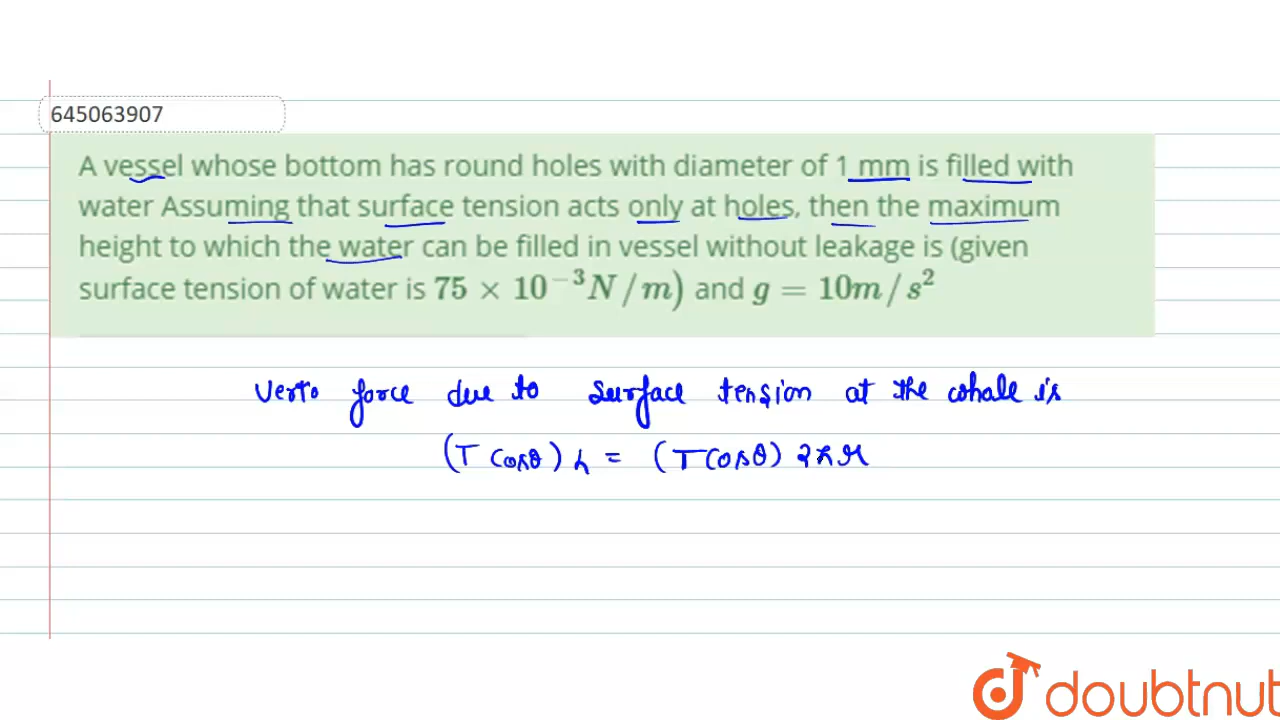 645063907
A vessel whose bottom has round holes with diameter of 1 mm is filled with
water Assuming that surface tension acts only at holes, then the maximum
height to which the water can be filled in vessel without leakage is (given
surface tension of water is 75 × 10⁻³N/m) and g = 10m/s²
Verto force due to surface tension at the whale is
(T cosθ) = (T cosθ) 2πr
doubtnut